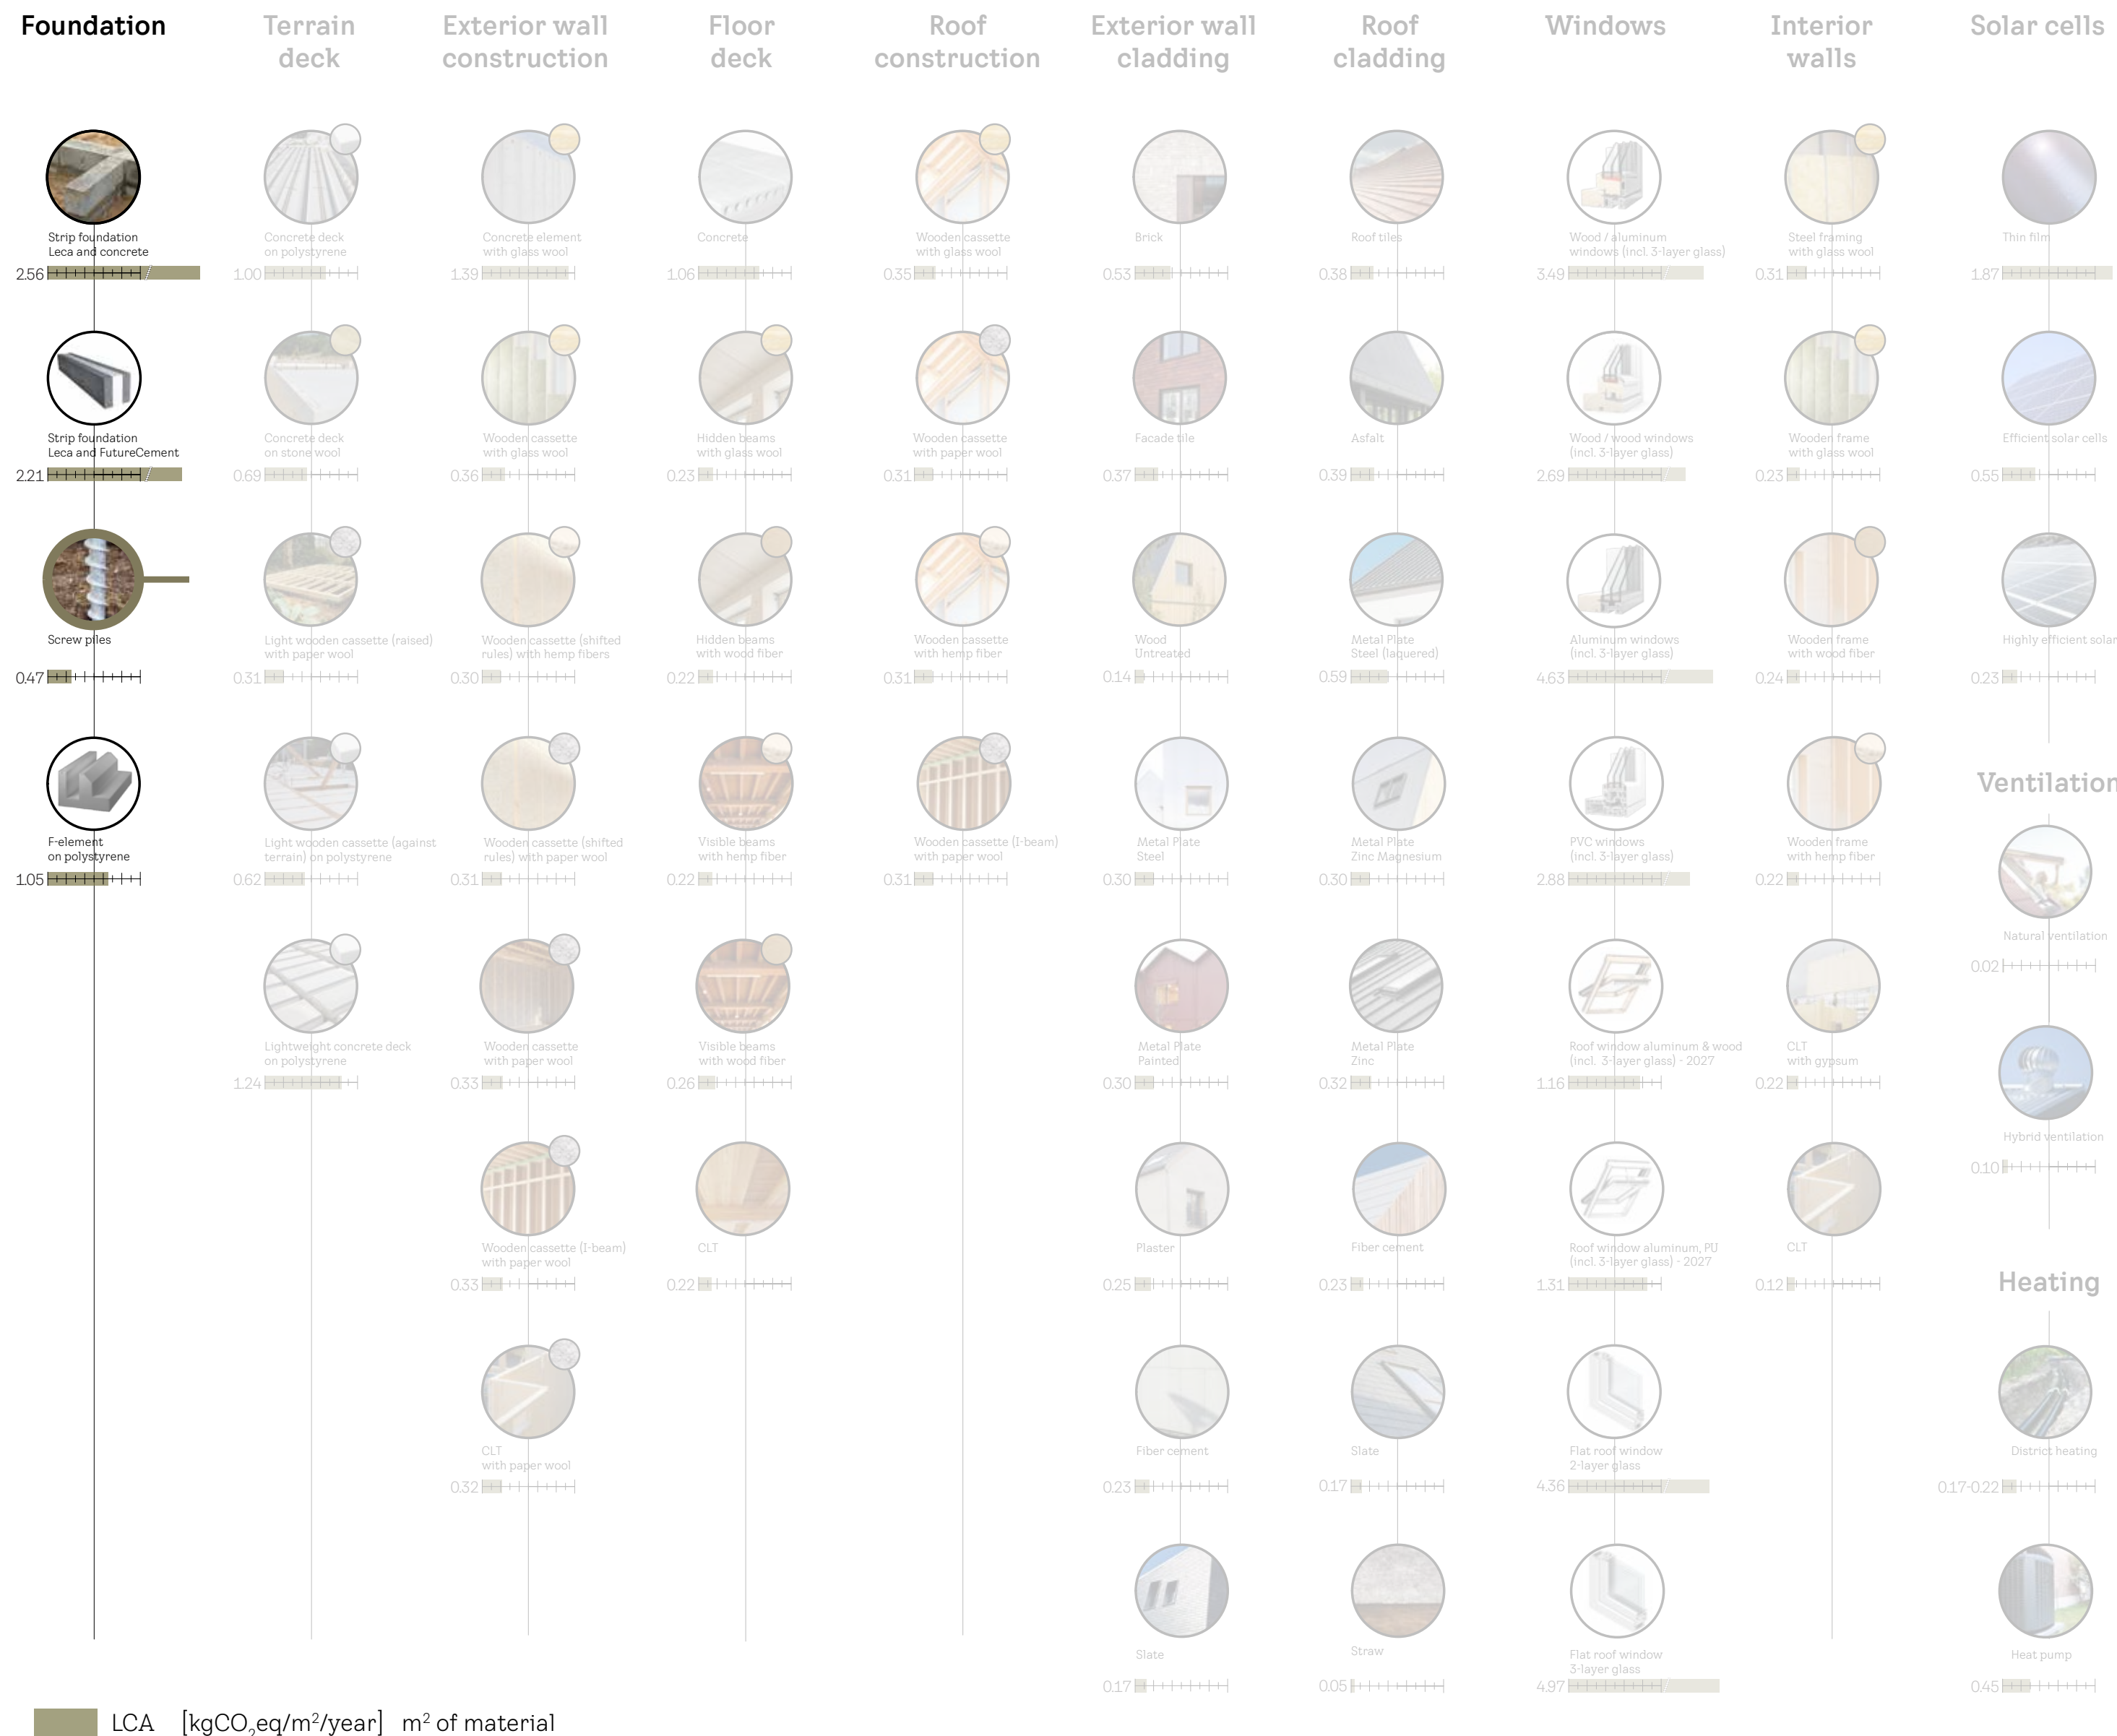 Foundation
Terrain
deck
Exterior wall
construction
Floor
deck
Roof
construction
Exterior wall
cladding
Roof
cladding
Windows
Interior
walls
Solar cells
Strip foundation
Leca and concrete
2.56
Strip foundation
Leca and FutureCement
2.21
Screw piles
0.47
F-element
on polystyrene
1.05
Concrete deck
on polystyrene
1.00
Concrete deck
on stone wool
0.69
Light wooden cassette (raised)
with paper wool
0.31
Light wooden cassette (against
terrain) on polystyrene
0.62
Lightweight concrete deck
on polystyrene
1.24
Concrete element
with glass wool
1.39
Wooden cassette
with glass wool
0.36
Wooden cassette (shifted
rules) with hemp fibers
0.30
Wooden cassette (shifted
rules) with paper wool
0.31
Wooden cassette
with paper wool
0.33
Wooden cassette (I-beam)
with paper wool
0.33
CLT
with paper wool
0.32
Concrete
1.06
Hidden beams
with glass wool
0.23
Hidden beams
with wood fiber
0.22
Visible beams
with hemp fiber
0.22
Visible beams
with wood fiber
0.26
CLT
0.22
Wooden cassette
with glass wool
0.35
Wooden cassette
with paper wool
0.31
Wooden cassette
with hemp fiber
0.31
Wooden cassette (I-beam)
with paper wool
0.31
Brick
0.53
Facade tile
0.37
Wood
Untreated
0.14
Metal Plate
Steel
0.30
Metal Plate
Painted
0.30
Plaster
0.25
Fiber cement
0.23
Slate
0.17
Roof tiles
0.38
Asfalt
0.39
Metal Plate
Steel (laquered)
0.59
Metal Plate
Zinc Magnesium
0.30
Metal Plate
Zinc
0.32
Fiber cement
0.23
Slate
0.17
Straw
0.05
Wood / aluminum
windows (incl. 3-layer glass)
3.49
Wood / wood windows
(incl. 3-layer glass)
2.69
Aluminum windows
(incl. 3-layer glass)
4.63
PVC windows
(incl. 3-layer glass)
2.88
Roof window aluminum & wood
(incl. 3-layer glass) - 2027
1.16
Roof window aluminum, PU
(incl. 3-layer glass) - 2027
1.31
Flat roof window
2-layer glass
4.36
Flat roof window
3-layer glass
4.97
Steel framing
with glass wool
0.31
Wooden frame
with glass wool
0.23
Wooden frame
with wood fiber
0.24
Wooden frame
with hemp fiber
0.22
CLT
with gypsum
0.22
CLT
0.12
Thin film
1.87
Efficient solar cells
0.55
Highly efficient solar
0.23
Ventilation
Natural ventilation
0.02
Hybrid ventilation
0.10
Heating
District heating
0.17-0.22
Heat pump
0.45
LCA [kgCO₂eq/m²/year] m² of material